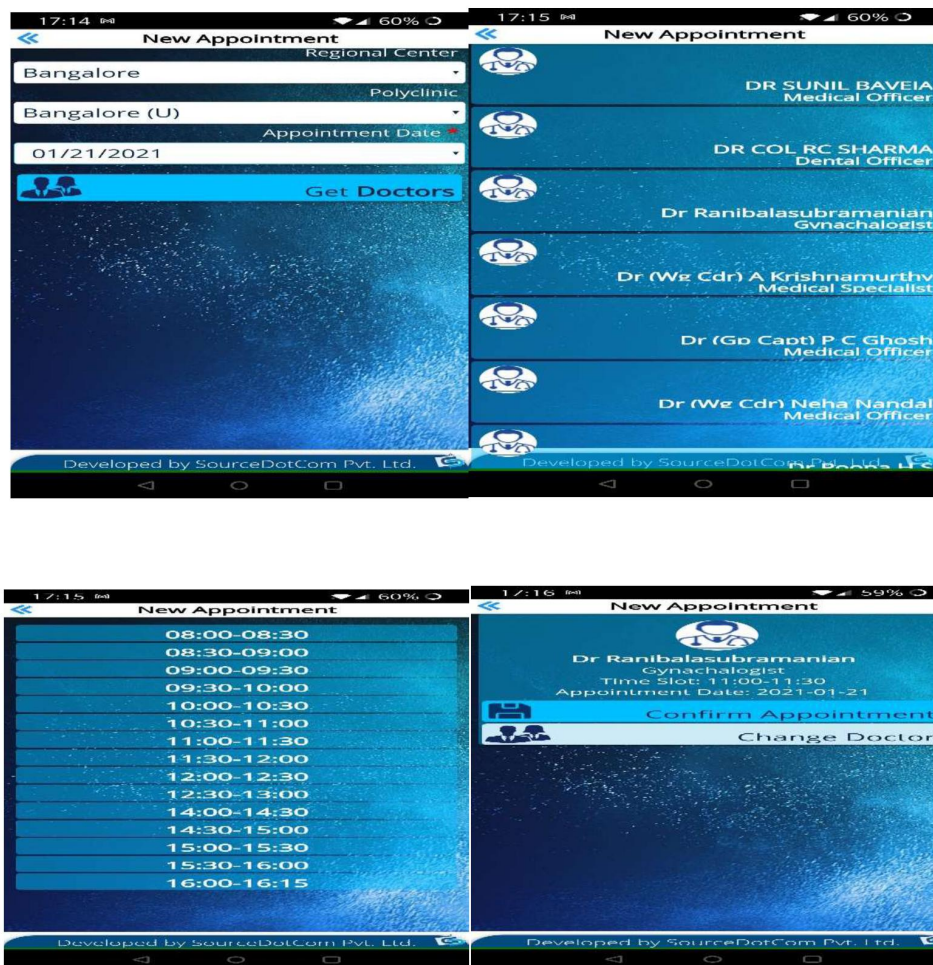 17:14
60%
New Appointment
Regional Center
Bangalore
Polyclinic
Bangalore (U)
Appointment Date *
01/21/2021
Get Doctors
Developed by SourceDotCom Pvt. Ltd.
17:15
60%
New Appointment
DR SUNIL BAVEIA
Medical Officer
DR COL RC SHARMA
Dental Officer
Dr Ranibalasubramanian
Gynachalogist
Dr (Wg Cdr) A Krishnamurthy
Medical Specialist
Dr (Gp Capt) P C Ghosh
Medical Officer
Dr (Wg Cdr) Neha Nandal
Medical Officer
Developed by SourceDotCom Pvt. Ltd.
17:15
60%
New Appointment
08:00-08:30
08:30-09:00
09:00-09:30
09:30-10:00
10:00-10:30
10:30-11:00
11:00-11:30
11:30-12:00
12:00-12:30
12:30-13:00
14:00-14:30
14:30-15:00
15:00-15:30
15:30-16:00
16:00-16:15
Developed by SourceDotCom Pvt. Ltd.
17:16
59%
New Appointment
Dr Ranibalasubramanian
Gynachalogist
Time Slot: 11:00-11:30
Appointment Date: 2021-01-21
Confirm Appointment
Change Doctor
Developed by SourceDotCom Pvt. Ltd.